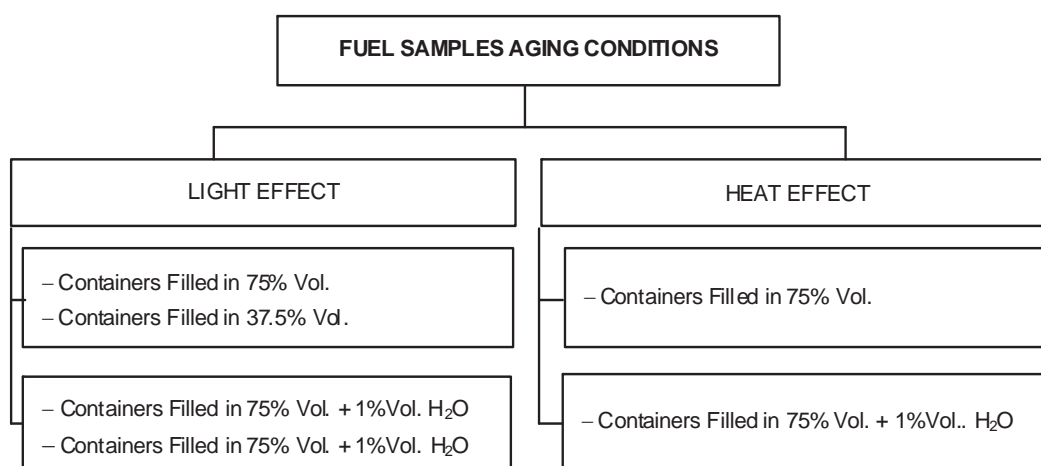 FUEL SAMPLES AGING CONDITIONS
LIGHT EFFECT
– Containers Filled in 75% Vol.
– Containers Filled in 37.5% Vol.
– Containers Filled in 75% Vol. + 1%Vol. H₂O
– Containers Filled in 75% Vol. + 1%Vol. H₂O
HEAT EFFECT
– Containers Filled in 75% Vol.
– Containers Filled in 75% Vol. + 1%Vol.. H₂O